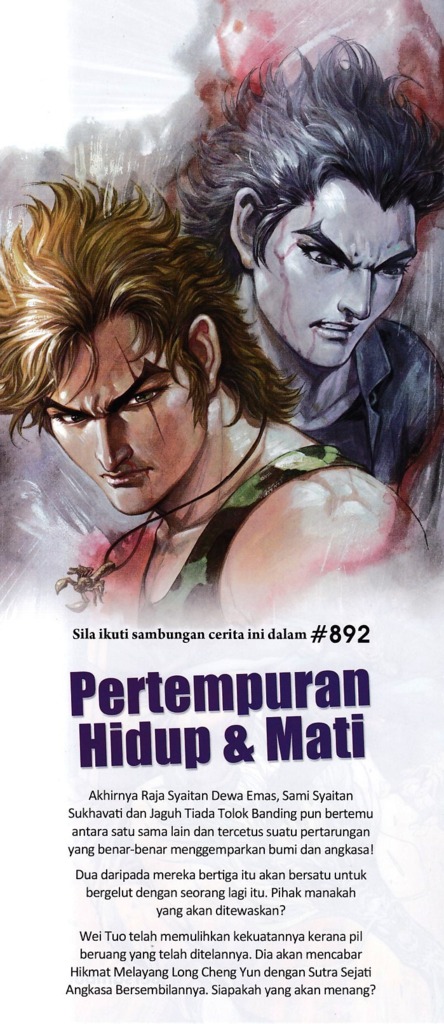 Sila ikuti sambungan cerita ini dalam #892
Pertempuran
Hidup & Mati
Akhirnya Raja Syaitan Dewa Emas, Sami Syaitan
Sukhavati dan Jaguh Tiada Tolok Banding pun bertemu
antara satu sama lain dan tercetus suatu pertarungan
yang benar-benar menggemparkan bumi dan angkasa!
Dua daripada mereka bertiga itu akan bersatu untuk
bergelut dengan seorang lagi itu. Pihak manakah
yang akan ditewaskan?
Wei Tuo telah memulihkan kekuatannya kerana pil
beruang yang telah ditelannya. Dia akan mencabar
Hikmat Melayang Long Cheng Yun dengan Sutra Sejati
Angkasa Bersembilannya. Siapakah yang akan menang?